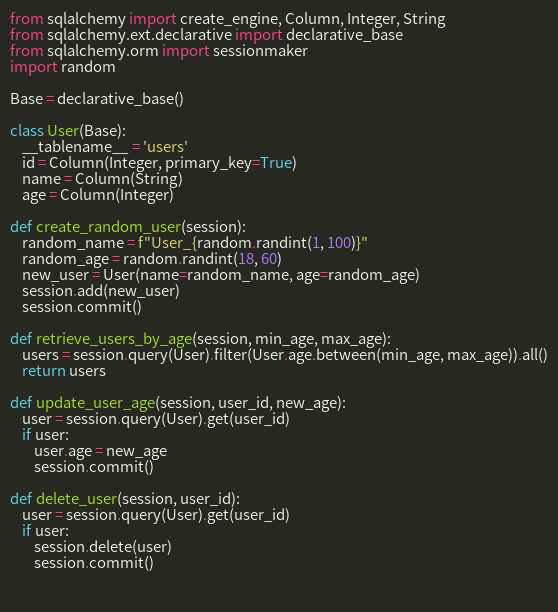 from sqlalchemy import create_engine, Column, Integer, String
from sqlalchemy.ext.declarative import declarative_base
from sqlalchemy.orm import sessionmaker
import random

Base = declarative_base()

class User(Base):
    __tablename__ = 'users'
    id = Column(Integer, primary_key=True)
    name = Column(String)
    age = Column(Integer)

def create_random_user(session):
    random_name = f"User_{random.randint(1, 100)}"
    random_age = random.randint(18, 60)
    new_user = User(name=random_name, age=random_age)
    session.add(new_user)
    session.commit()

def retrieve_users_by_age(session, min_age, max_age):
    users = session.query(User).filter(User.age.between(min_age, max_age)).all()
    return users

def update_user_age(session, user_id, new_age):
    user = session.query(User).get(user_id)
    if user:
        user.age = new_age
        session.commit()

def delete_user(session, user_id):
    user = session.query(User).get(user_id)
    if user:
        session.delete(user)
        session.commit()